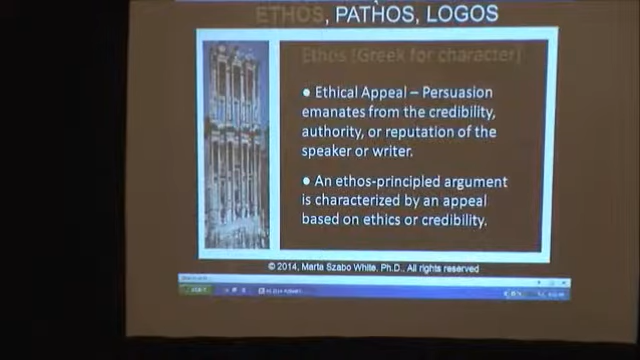 ETHOS, PATHOS, LOGOS
Ethos (Greek for character)
● Ethical Appeal – Persuasion
emanates from the credibility,
authority, or reputation of the
speaker or writer.
● An ethos-principled argument
is characterized by an appeal
based on ethics or credibility.
© 2014, Marta Szabo White, Ph.D., All rights reserved